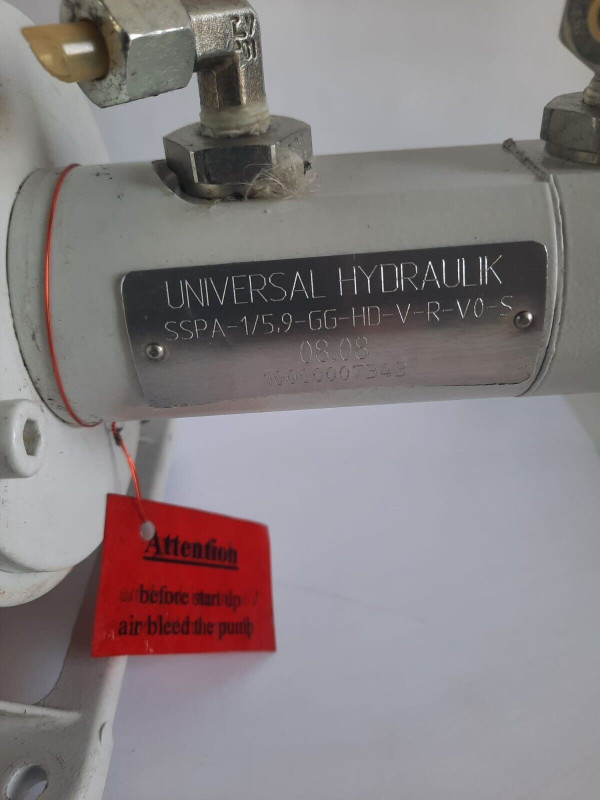 UNIVERSAL HYDRAULIK
SSPA-1/5,9-GG-HD-V-R-V0-S
08.08
Attention
before start up
air bleed the pump